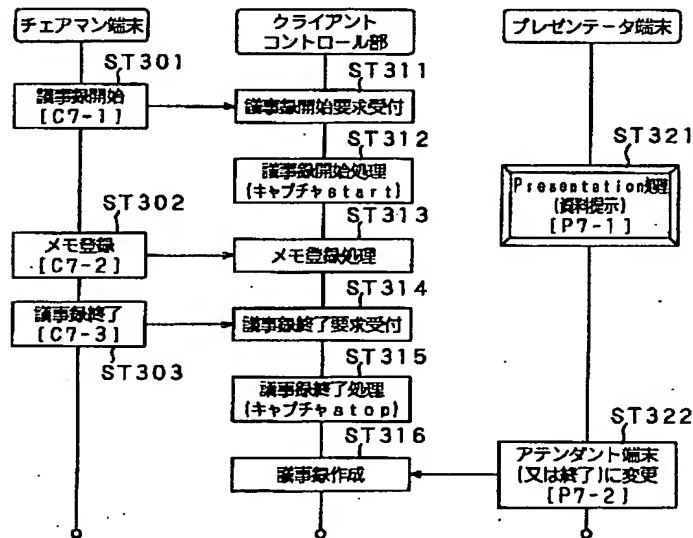 チェアマン端末
クライアント
コントロール部
プレゼンテータ端末
ST301
議事録開始
[C7-1]
ST311
議事録開始要求受付
ST312
議事録開始処理
(キャプチャstart)
ST321
Presentation処理
(資料提示)
[P7-1]
ST302
メモ登録
[C7-2]
ST313
メモ登録処理
議事録終了
[C7-3]
ST303
ST314
議事録終了要求受付
ST315
議事録終了処理
(キャプチャstop)
ST316
議事録作成
ST322
アテンダント端末
(又は終了)に変更
[P7-2]